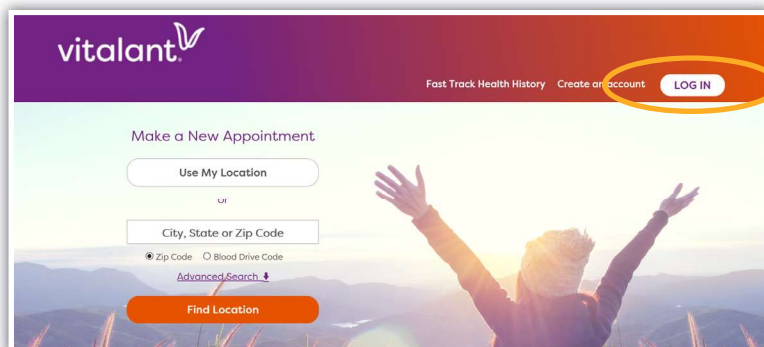 vitalant.
Fast Track Health History Create an account LOG IN
Make a New Appointment
Use My Location
or
City, State or Zip Code
Zip Code Blood Drive Code
Advanced Search
Find Location